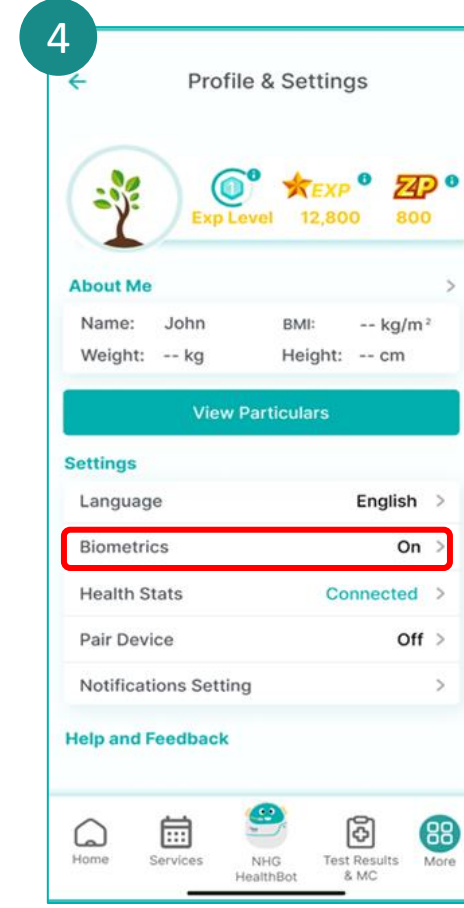 4
Profile & Settings
1 EXP ZP
Exp Level 12,800 800
About Me
Name: John BMI: -- kg/m²
Weight: -- kg Height: -- cm
View Particulars
Settings
Language English
Biometrics On
Health Stats Connected
Pair Device Off
Notifications Setting
Help and Feedback
Home Services NHG HealthBot Test Results & MC More